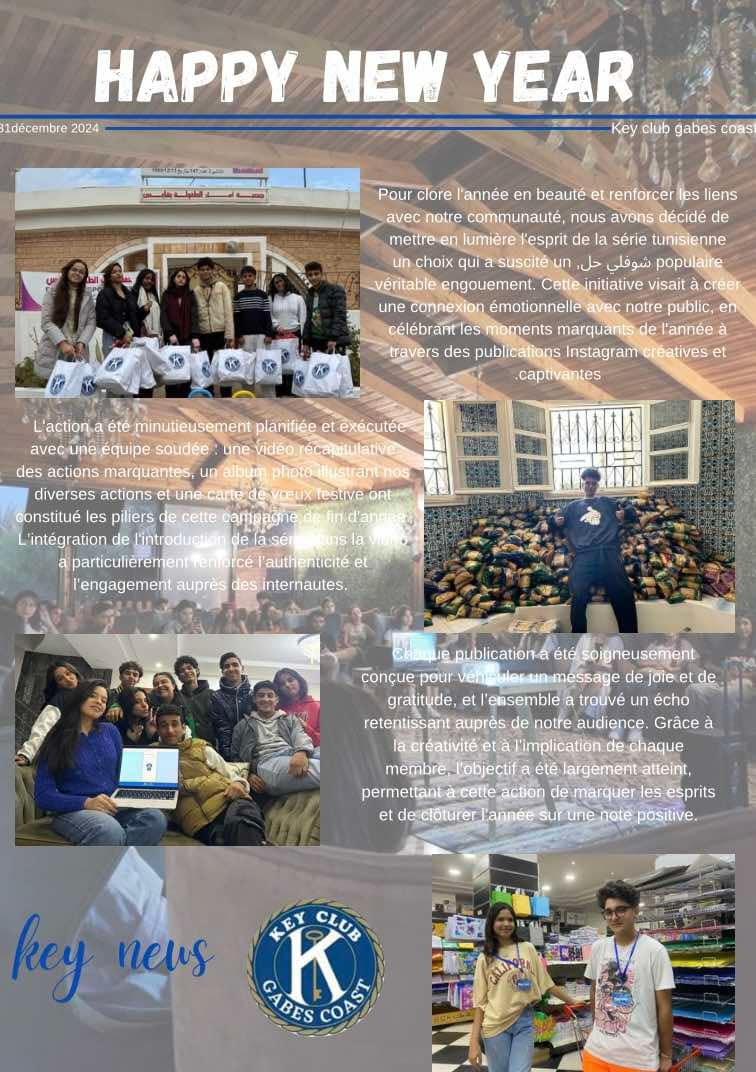 HAPPY NEW YEAR
31décembre 2024
Key club gabes coast
Pour clore l'année en beauté et renforcer les liens
avec notre communauté, nous avons décidé de
mettre en lumière l'esprit de la série tunisienne
un choix qui a suscité un ,شوفلي حل populaire
véritable engouement. Cette initiative visait à créer
une connexion émotionnelle avec notre public, en
célébrant les moments marquants de l'année à
travers des publications Instagram créatives et
.captivantes
L'action a été minutieusement planifiée et exécutée
avec une équipe soudée : une vidéo récapitulative
des actions marquantes, un album photo illustrant nos
diverses actions et une carte de vœux festive ont
constitué les piliers de cette campagne de fin d'année.
L'intégration de l'introduction de la série dans la vidéo
a particulièrement renforcé l’authenticité et
l'engagement auprès des internautes.
Chaque publication a été soigneusement
conçue pour véhiculer un message de joie et de
gratitude, et l’ensemble a trouvé un écho
retentissant auprès de notre audience. Grâce à
la créativité et à l'implication de chaque
membre, l'objectif a été largement atteint,
permettant à cette action de marquer les esprits
et de clôturer l'année sur une note positive.
key news
KEY CLUB
K
GABES COAST
CALIFORNIA